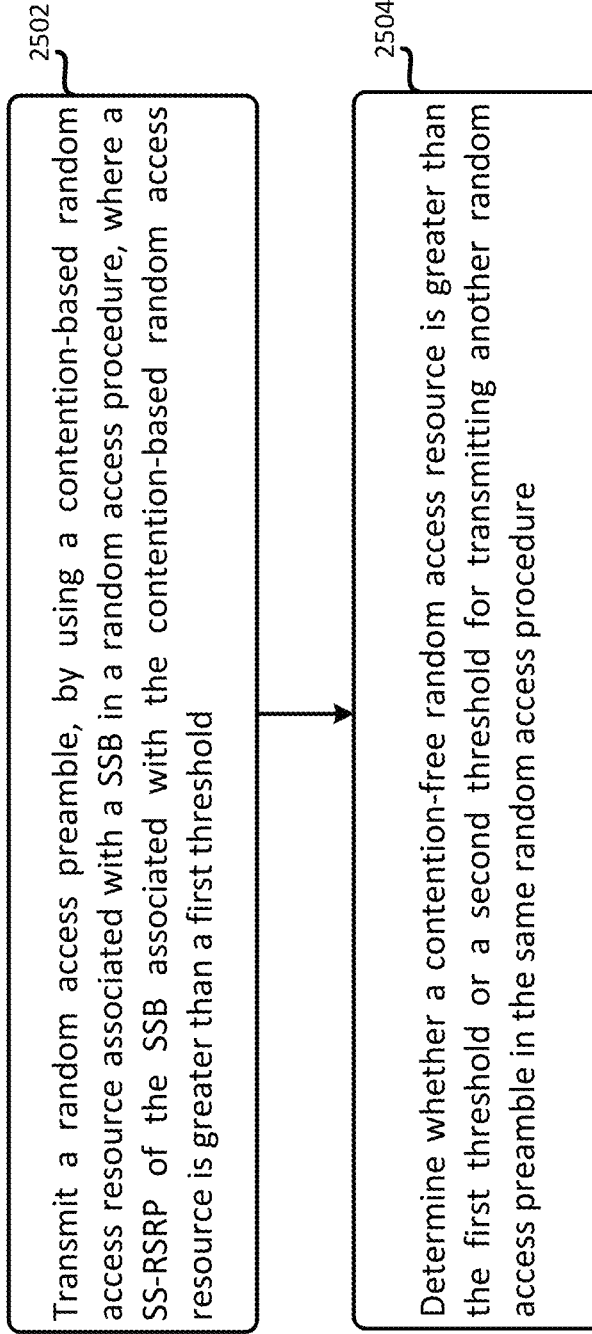 2502
Transmit a random access preamble, by using a contention-based random
access resource associated with a SSB in a random access procedure, where a
SS-RSRP of the SSB associated with the contention-based random access
resource is greater than a first threshold
2504
Determine whether a contention-free random access resource is greater than
the first threshold or a second threshold for transmitting another random
access preamble in the same random access procedure